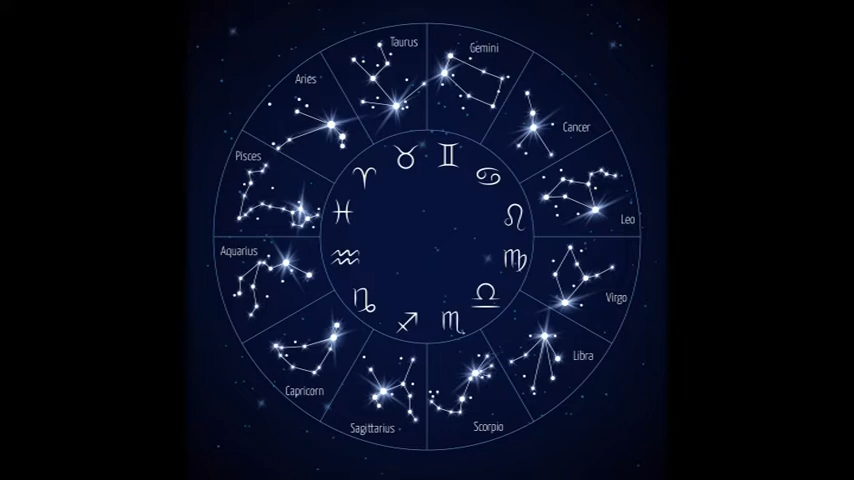 Taurus
Gemini
Aries
Cancer
Pisces
Leo
Aquarius
Virgo
Libra
Capricorn
Scorpio
Sagittarius